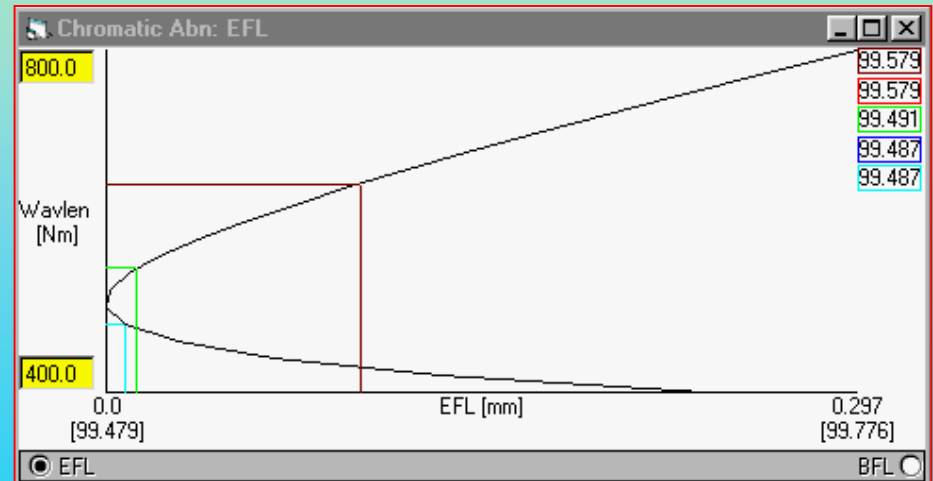 Chromatic Abn: EFL
800.0
99.579
99.579
99.491
99.487
99.487
Wavlen
[Nm]
400.0
0.0
EFL [mm]
0.297
[99.479]
[99.776]
EFL
BFL